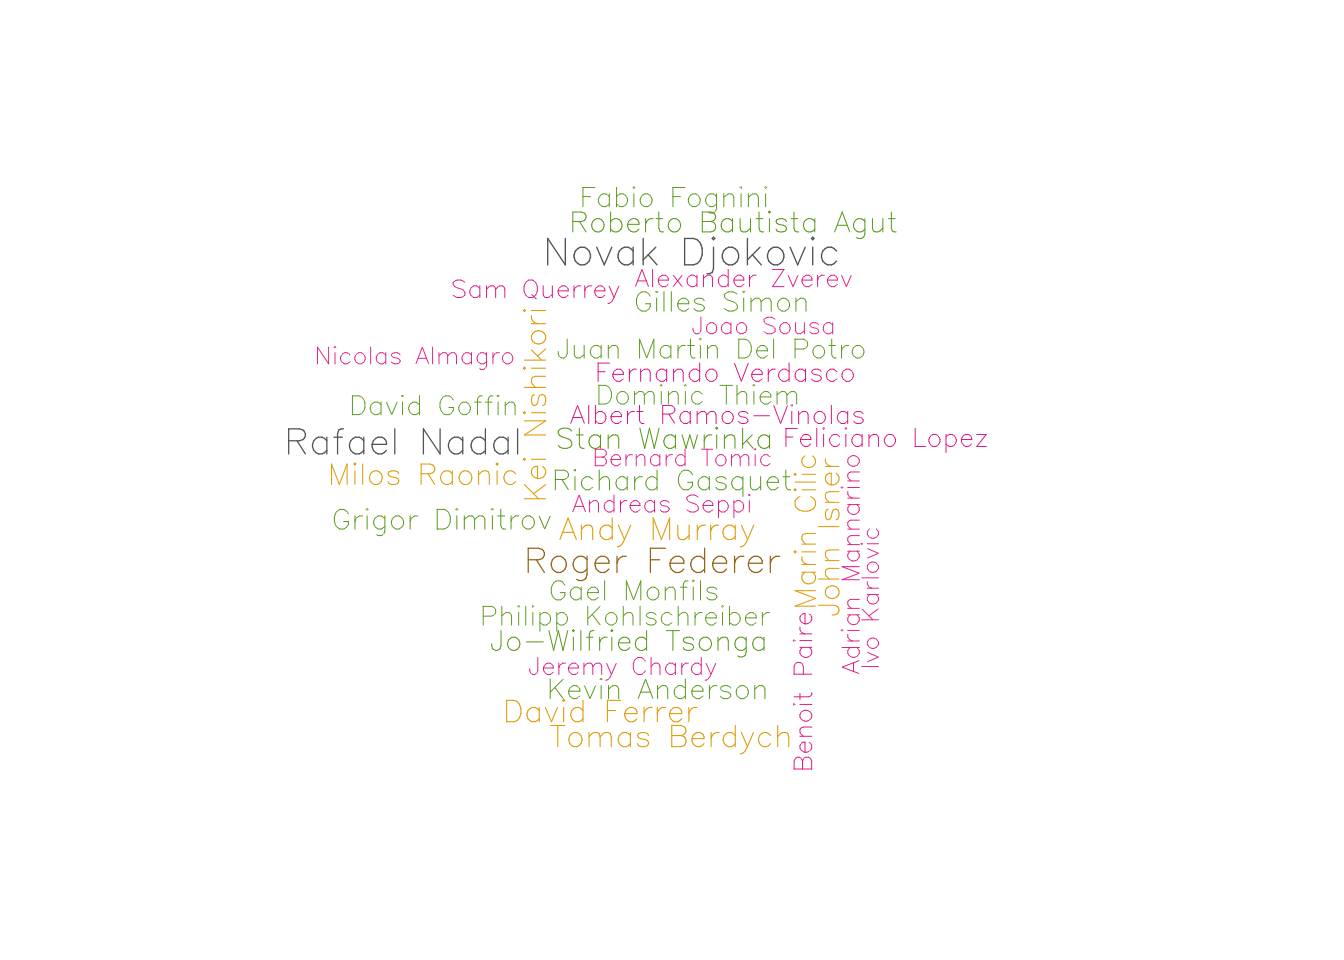 Fabio Fognini
Roberto Bautista Agut
Novak Djokovic
Alexander Zverev
Sam Querrey
Gilles Simon
Joao Sousa
Kei Nishikori
Juan Martin Del Potro
Nicolas Almagro
Fernando Verdasco
Dominic Thiem
David Goffin
Albert Ramos-Vinolas
Stan Wawrinka
Feliciano Lopez
Rafael Nadal
Bernard Tomic
Milos Raonic
Richard Gasquet
Marin Cilic
John Isner
Adrian Mannarino
Ivo Karlovic
Andreas Seppi
Grigor Dimitrov
Andy Murray
Roger Federer
Gael Monfils
Philipp Kohlschreiber
Jo-Wilfried Tsonga
Benoit Paire
Jeremy Chardy
Kevin Anderson
David Ferrer
Tomas Berdych